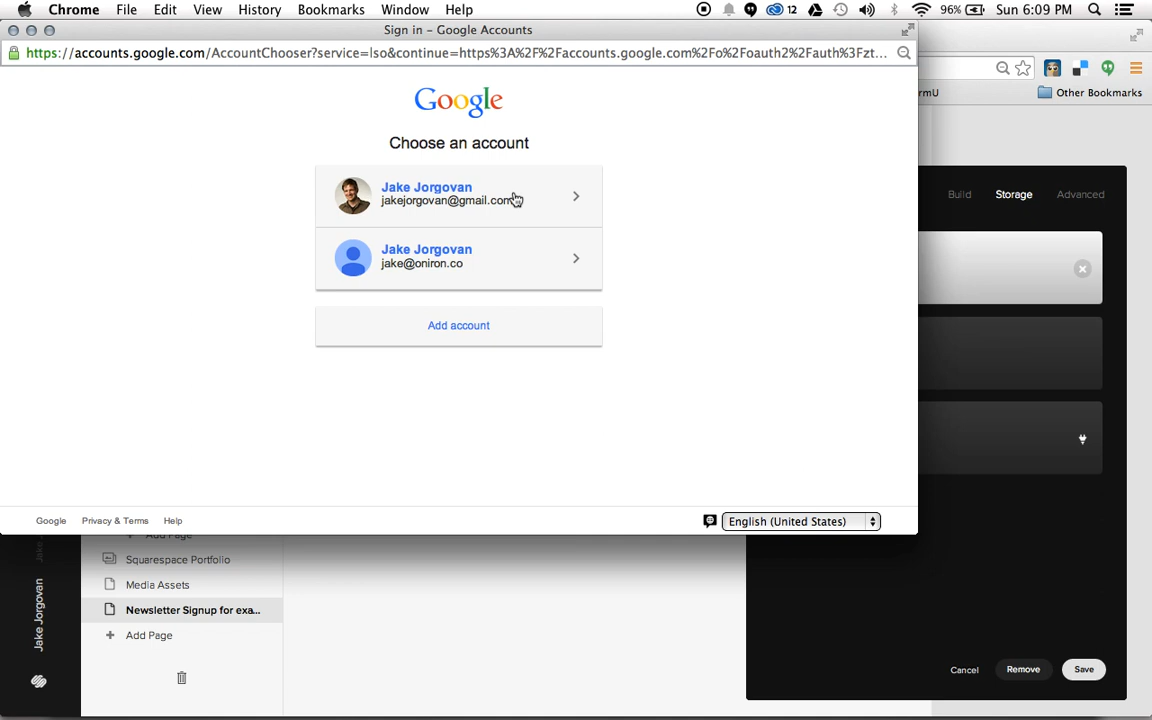 Chrome File Edit View History Bookmarks Window Help 12 96% Sun 6:09 PM
Sign in – Google Accounts
https://accounts.google.com/AccountChooser?service=lso&continue=https%3A%2F%2Faccounts.google.com%2Fo%2Foauth2%2Fauth%3Fzt...
rmU Other Bookmarks
Google
Choose an account
Jake Jorgovan
jakejorgovan@gmail.com
Jake Jorgovan
jake@oniron.co
Add account
Build Storage Advanced
Google Privacy & Terms Help English (United States)
Add Page
Squarespace Portfolio
Media Assets
Newsletter Signup for exa...
Add Page
Jake Jorgovan
Cancel Remove Save